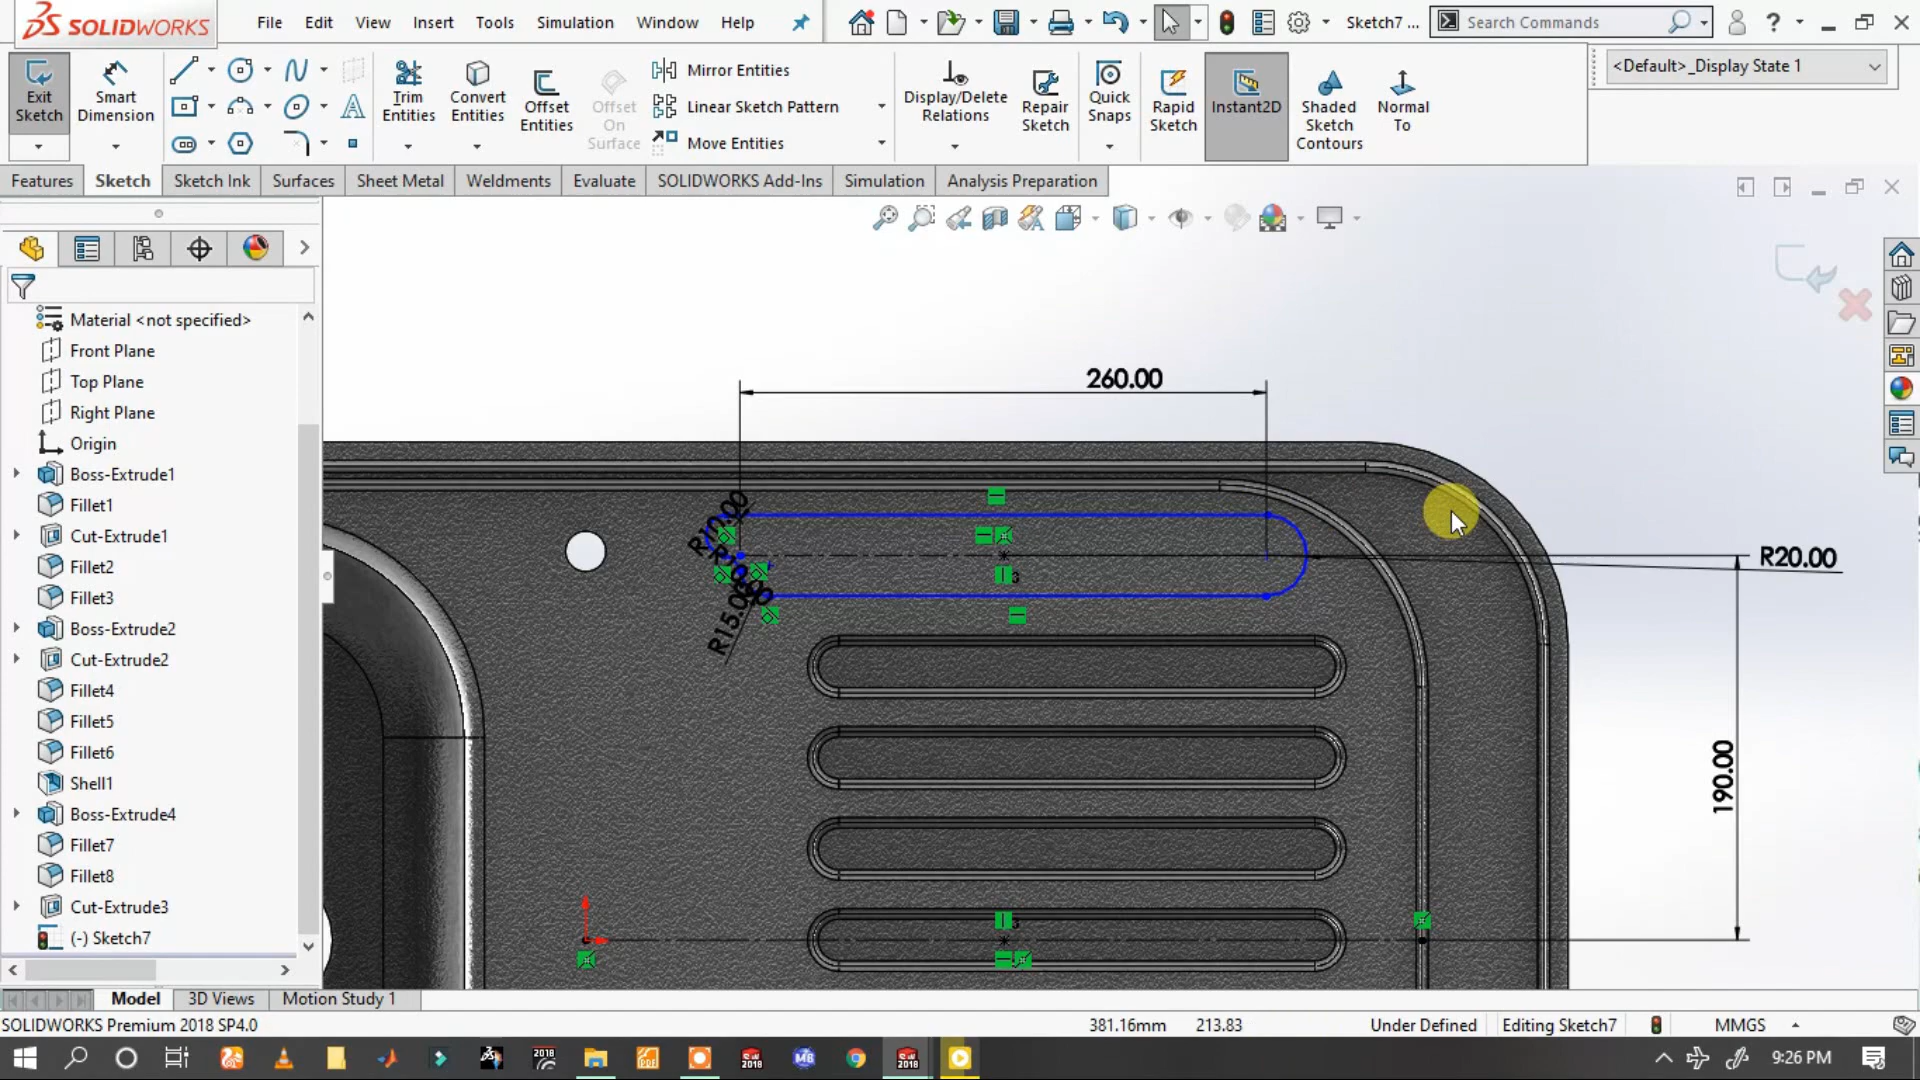 SOLIDWORKS
File Edit View Insert Tools Simulation Window Help
Sketch7 ...
Search Commands
<Default>_Display State 1
Exit Sketch
Smart Dimension
Trim Entities
Convert Entities
Offset Entities
Offset On Surface
Mirror Entities
Linear Sketch Pattern
Move Entities
Display/Delete Relations
Repair Sketch
Quick Snaps
Rapid Sketch
Instant2D
Shaded Sketch Contours
Normal To
Features Sketch Sketch Ink Surfaces Sheet Metal Weldments Evaluate SOLIDWORKS Add-Ins Simulation Analysis Preparation
Material <not specified>
Front Plane
Top Plane
Right Plane
Origin
Boss-Extrude1
Fillet1
Cut-Extrude1
Fillet2
Fillet3
Boss-Extrude2
Cut-Extrude2
Fillet4
Fillet5
Fillet6
Shell1
Boss-Extrude4
Fillet7
Fillet8
Cut-Extrude3
(-) Sketch7
260.00
R10.00
R20.00
190.00
Model 3D Views Motion Study 1
SOLIDWORKS Premium 2018 SP4.0
381.16mm 213.83 Under Defined Editing Sketch7 MMGS
9:26 PM